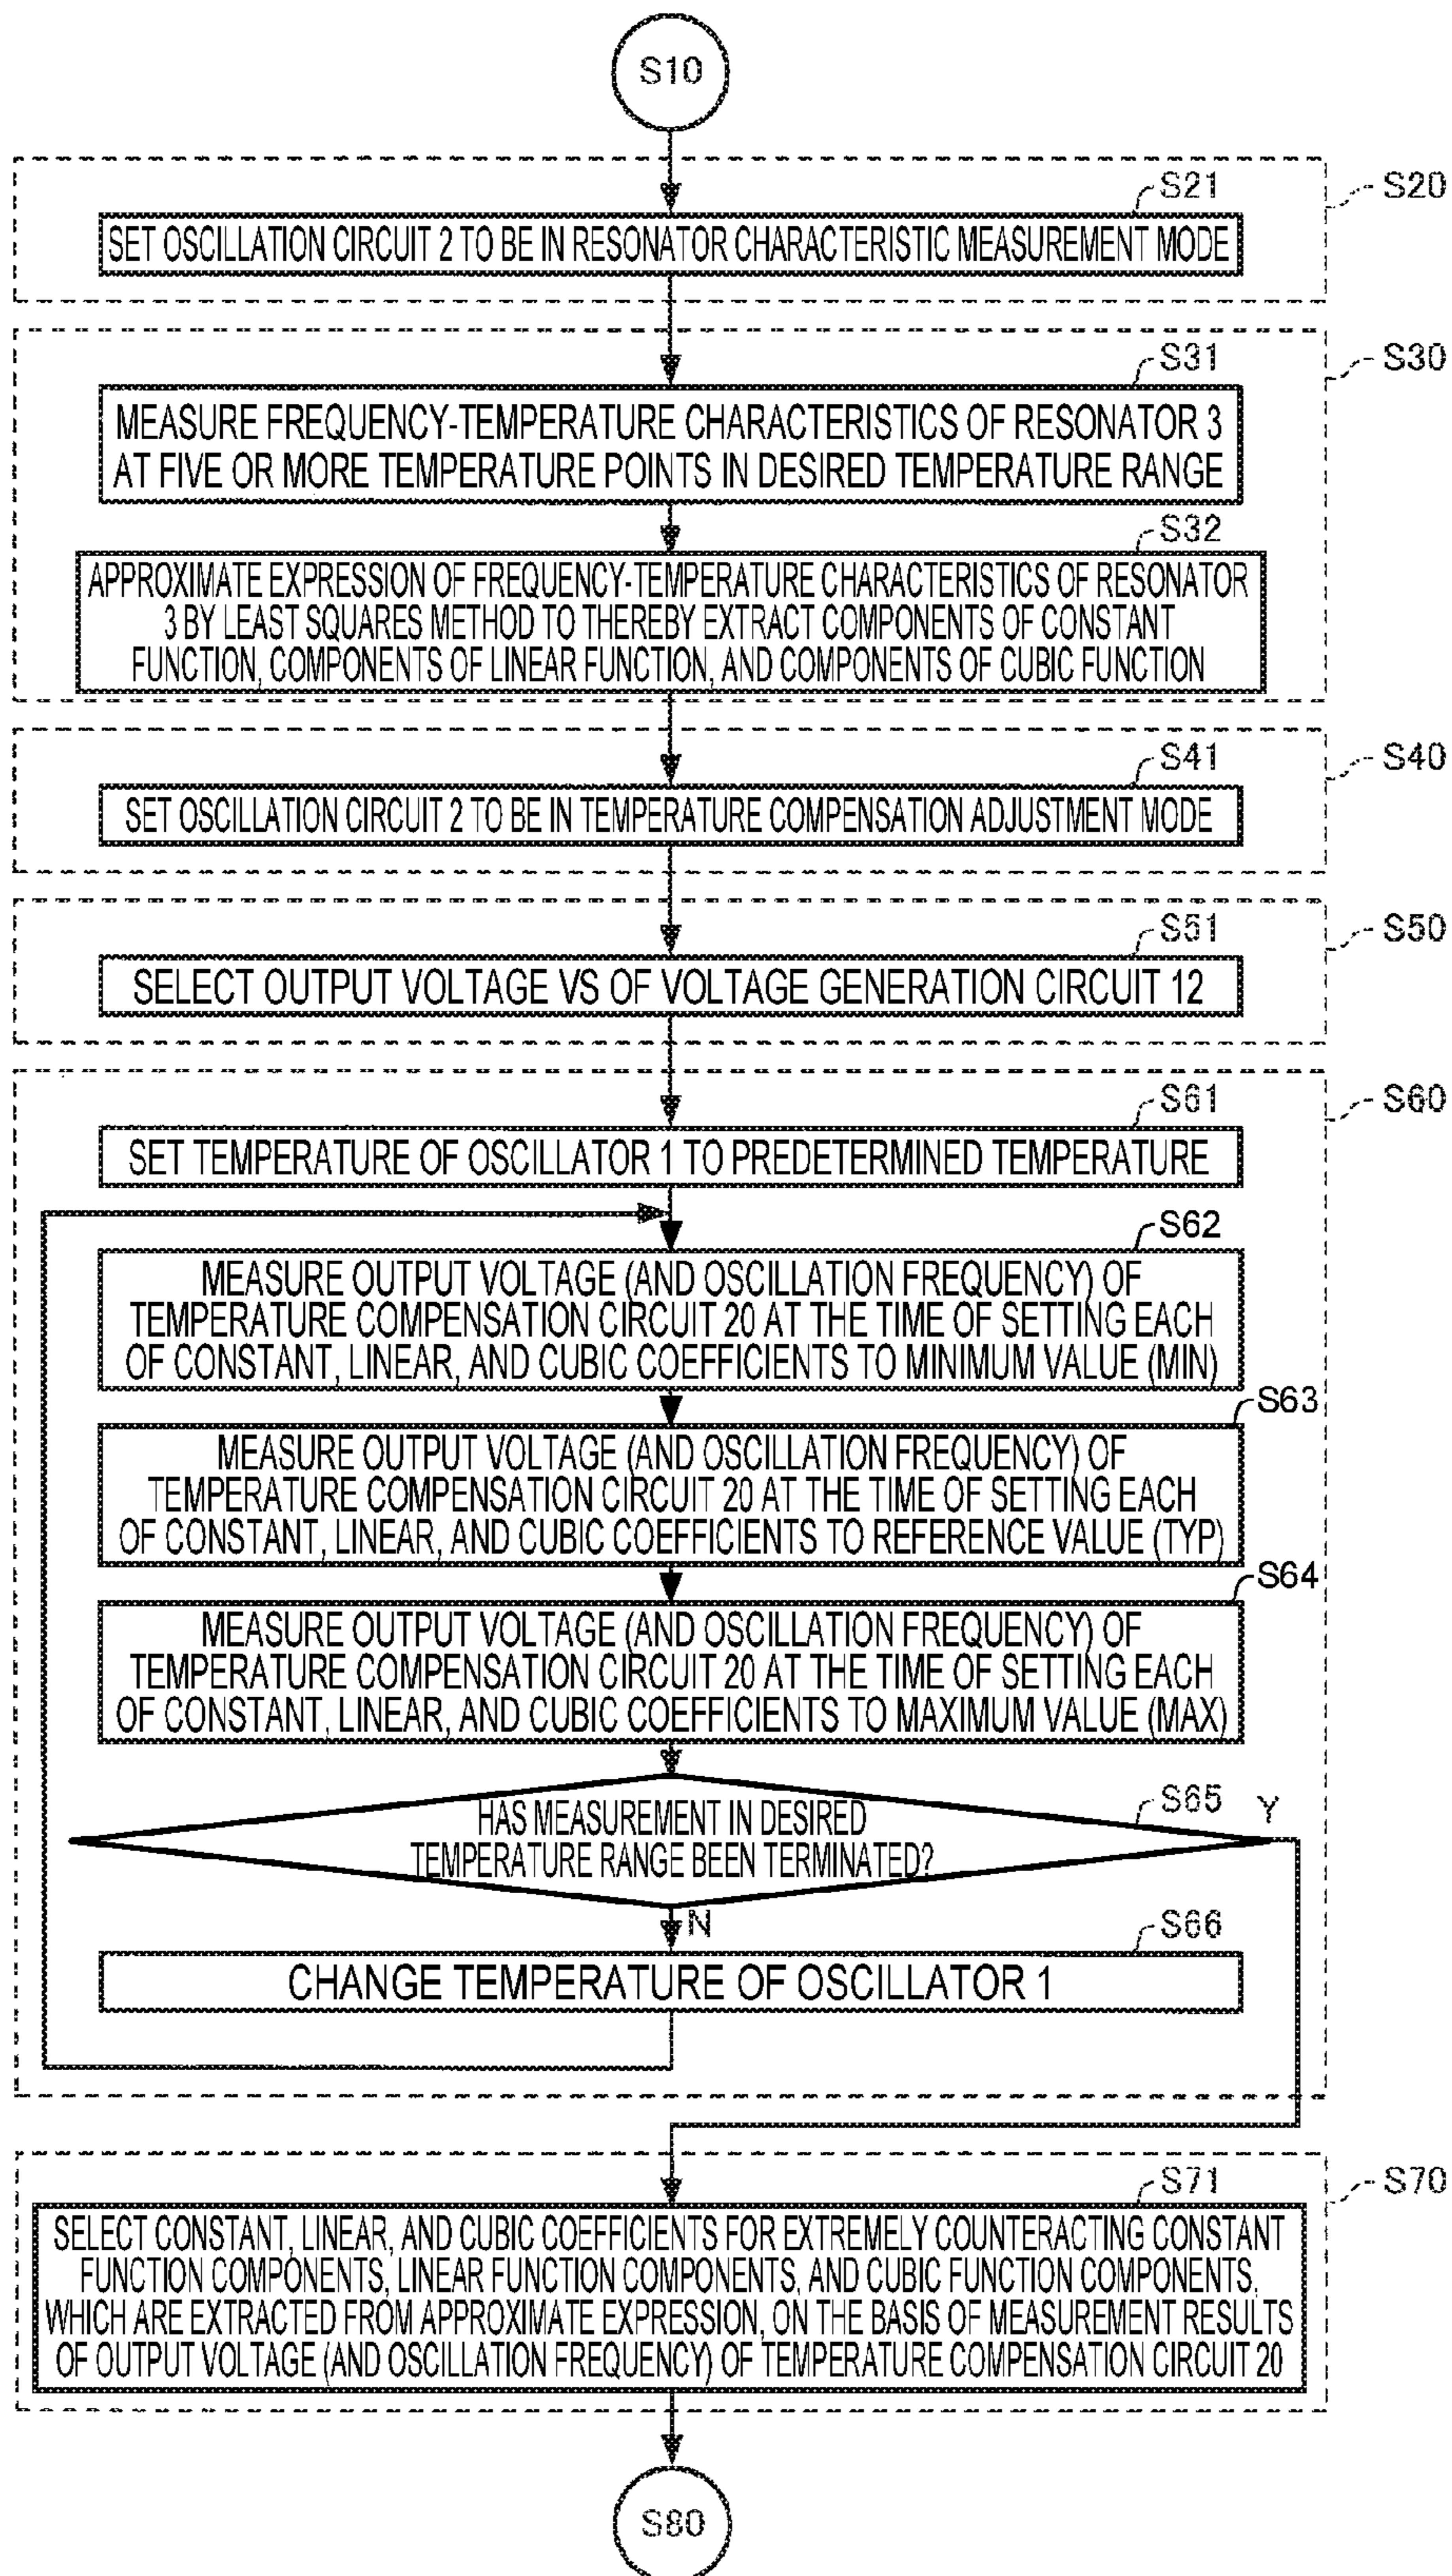 S10
S20
S21
SET OSCILLATION CIRCUIT 2 TO BE IN RESONATOR CHARACTERISTIC MEASUREMENT MODE
S30
S31
MEASURE FREQUENCY-TEMPERATURE CHARACTERISTICS OF RESONATOR 3
AT FIVE OR MORE TEMPERATURE POINTS IN DESIRED TEMPERATURE RANGE
S32
APPROXIMATE EXPRESSION OF FREQUENCY-TEMPERATURE CHARACTERISTICS OF RESONATOR
3 BY LEAST SQUARES METHOD TO THEREBY EXTRACT COMPONENTS OF CONSTANT
FUNCTION, COMPONENTS OF LINEAR FUNCTION, AND COMPONENTS OF CUBIC FUNCTION
S40
S41
SET OSCILLATION CIRCUIT 2 TO BE IN TEMPERATURE COMPENSATION ADJUSTMENT MODE
S50
S51
SELECT OUTPUT VOLTAGE VS OF VOLTAGE GENERATION CIRCUIT 12
S60
S61
SET TEMPERATURE OF OSCILLATOR 1 TO PREDETERMINED TEMPERATURE
S62
MEASURE OUTPUT VOLTAGE (AND OSCILLATION FREQUENCY) OF
TEMPERATURE COMPENSATION CIRCUIT 20 AT THE TIME OF SETTING EACH
OF CONSTANT, LINEAR, AND CUBIC COEFFICIENTS TO MINIMUM VALUE (MIN)
S63
MEASURE OUTPUT VOLTAGE (AND OSCILLATION FREQUENCY) OF
TEMPERATURE COMPENSATION CIRCUIT 20 AT THE TIME OF SETTING EACH
OF CONSTANT, LINEAR, AND CUBIC COEFFICIENTS TO REFERENCE VALUE (TYP)
S64
MEASURE OUTPUT VOLTAGE (AND OSCILLATION FREQUENCY) OF
TEMPERATURE COMPENSATION CIRCUIT 20 AT THE TIME OF SETTING EACH
OF CONSTANT, LINEAR, AND CUBIC COEFFICIENTS TO MAXIMUM VALUE (MAX)
S65
Y
HAS MEASUREMENT IN DESIRED
TEMPERATURE RANGE BEEN TERMINATED?
N
S66
CHANGE TEMPERATURE OF OSCILLATOR 1
S70
S71
SELECT CONSTANT, LINEAR, AND CUBIC COEFFICIENTS FOR EXTREMELY COUNTERACTING CONSTANT
FUNCTION COMPONENTS, LINEAR FUNCTION COMPONENTS, AND CUBIC FUNCTION COMPONENTS,
WHICH ARE EXTRACTED FROM APPROXIMATE EXPRESSION, ON THE BASIS OF MEASUREMENT RESULTS
OF OUTPUT VOLTAGE (AND OSCILLATION FREQUENCY) OF TEMPERATURE COMPENSATION CIRCUIT 20
S80